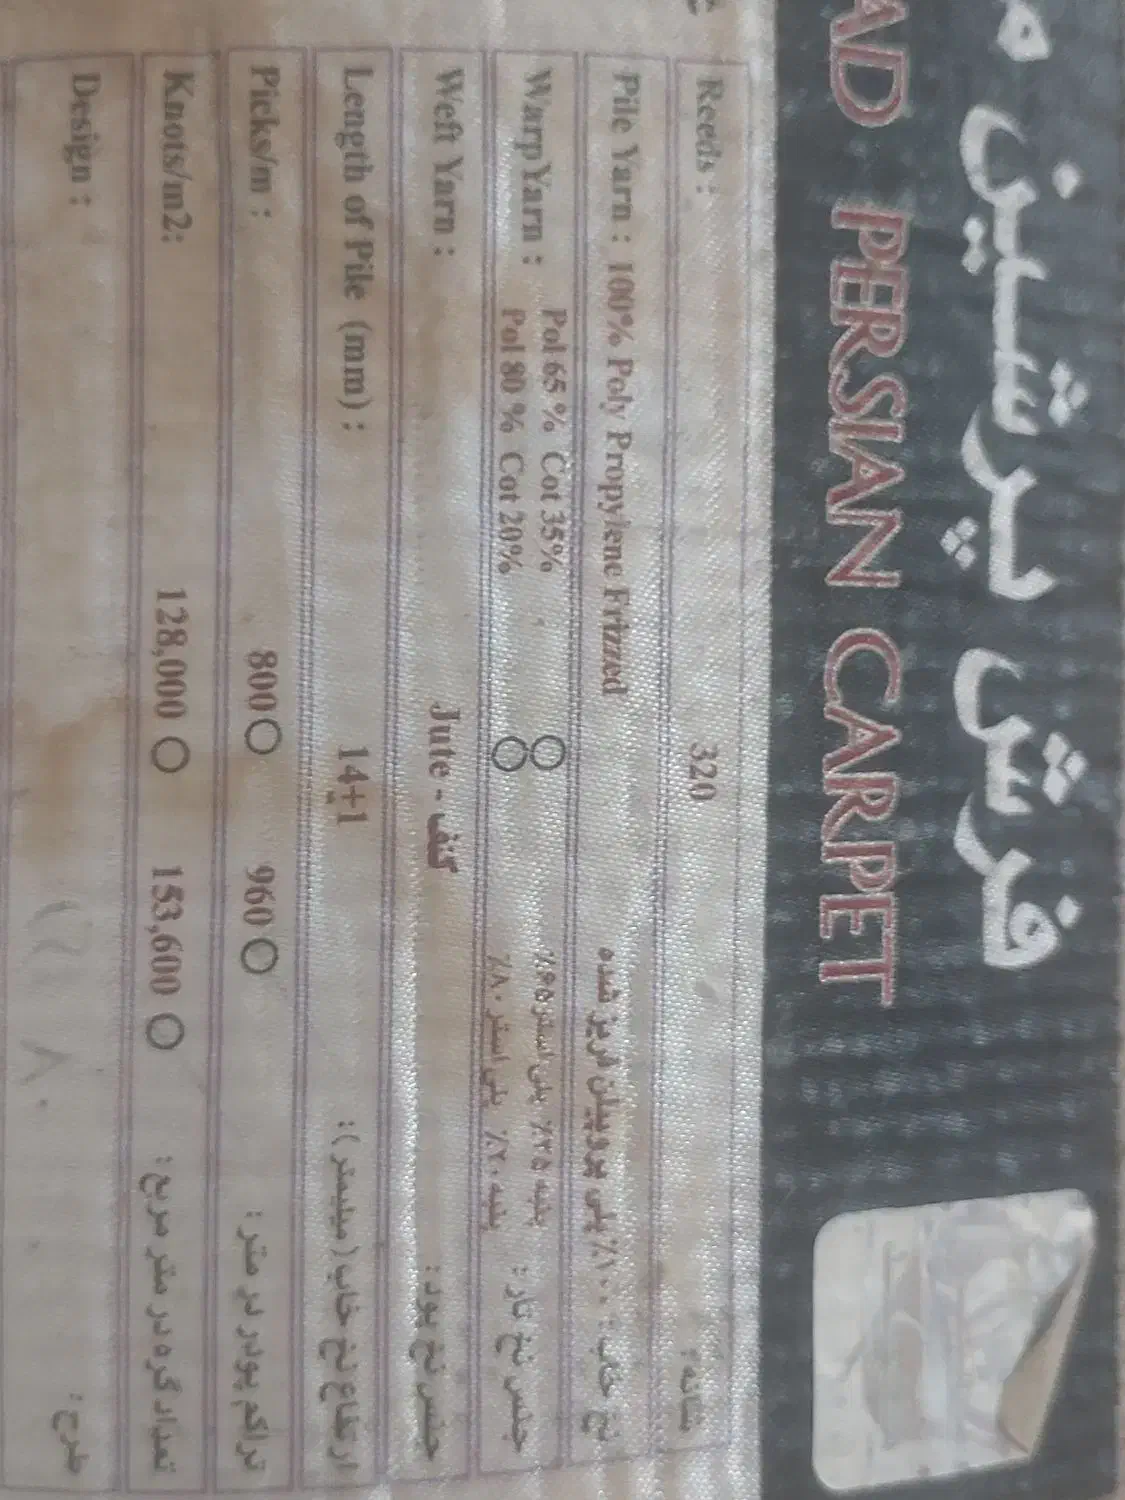 فرش پرشین
AD PERSIAN CARPET
Reeds : 320 شانه :
Pile Yarn : 100% Poly Propylene Frizzed نخ خاب : ۱۰۰٪ پلی پروپیلن فریز شده
Warp Yarn : Pol 65 % Cot 35% جنس نخ تار : پنبه ۳۵٪ پلی استر ۶۵٪
Pol 80 % Cot 20% پنبه ۲۰٪ پلی استر ۸۰٪
Weft Yarn : Jute - کنف جنس نخ پود :
Length of Pile (mm) : 14±1 ارتفاع نخ خاب (میلیمتر) :
Picks/m : 800 960 تراکم پود در متر :
Knots/m2: 128,000 153,600 تعداد گره در متر مربع :
Design : طرح :